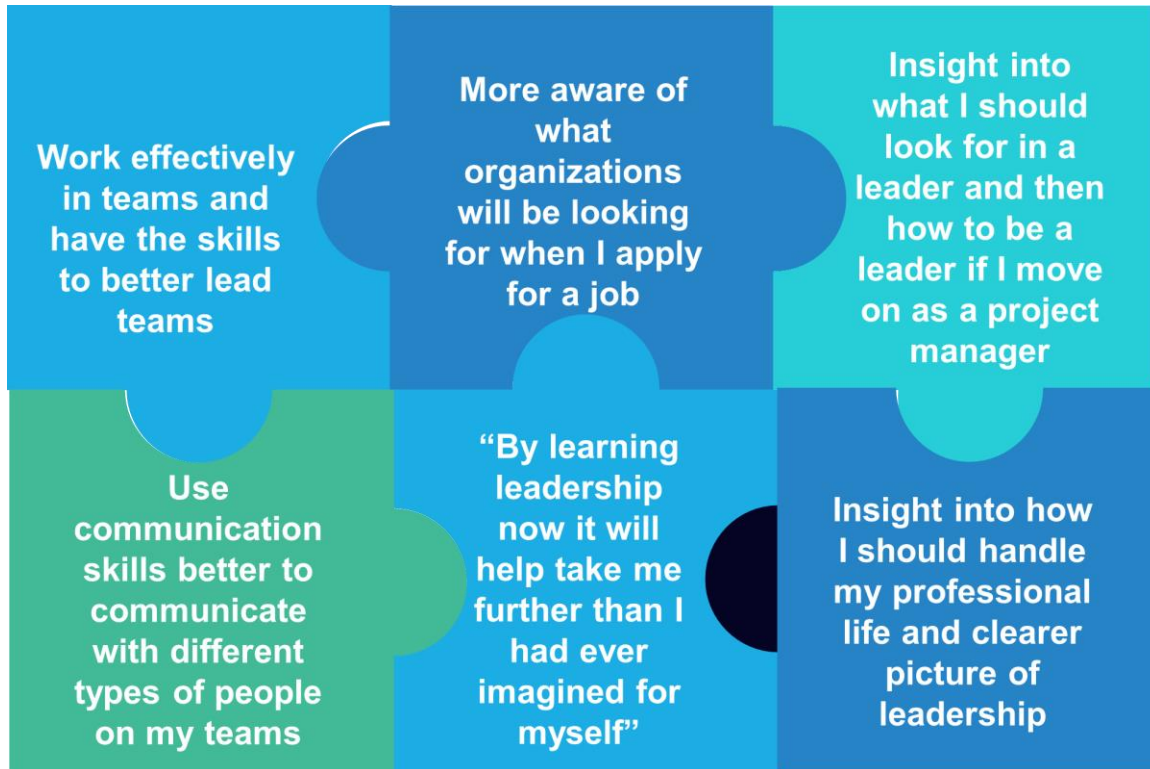 Work effectively
in teams and
have the skills
to better lead
teams
More aware of
what
organizations
will be looking
for when I apply
for a job
Insight into
what I should
look for in a
leader and then
how to be a
leader if I move
on as a project
manager
Use
communication
skills better to
communicate
with different
types of people
on my teams
“By learning
leadership
now it will
help take me
further than I
had ever
imagined for
myself”
Insight into how
I should handle
my professional
life and clearer
picture of
leadership